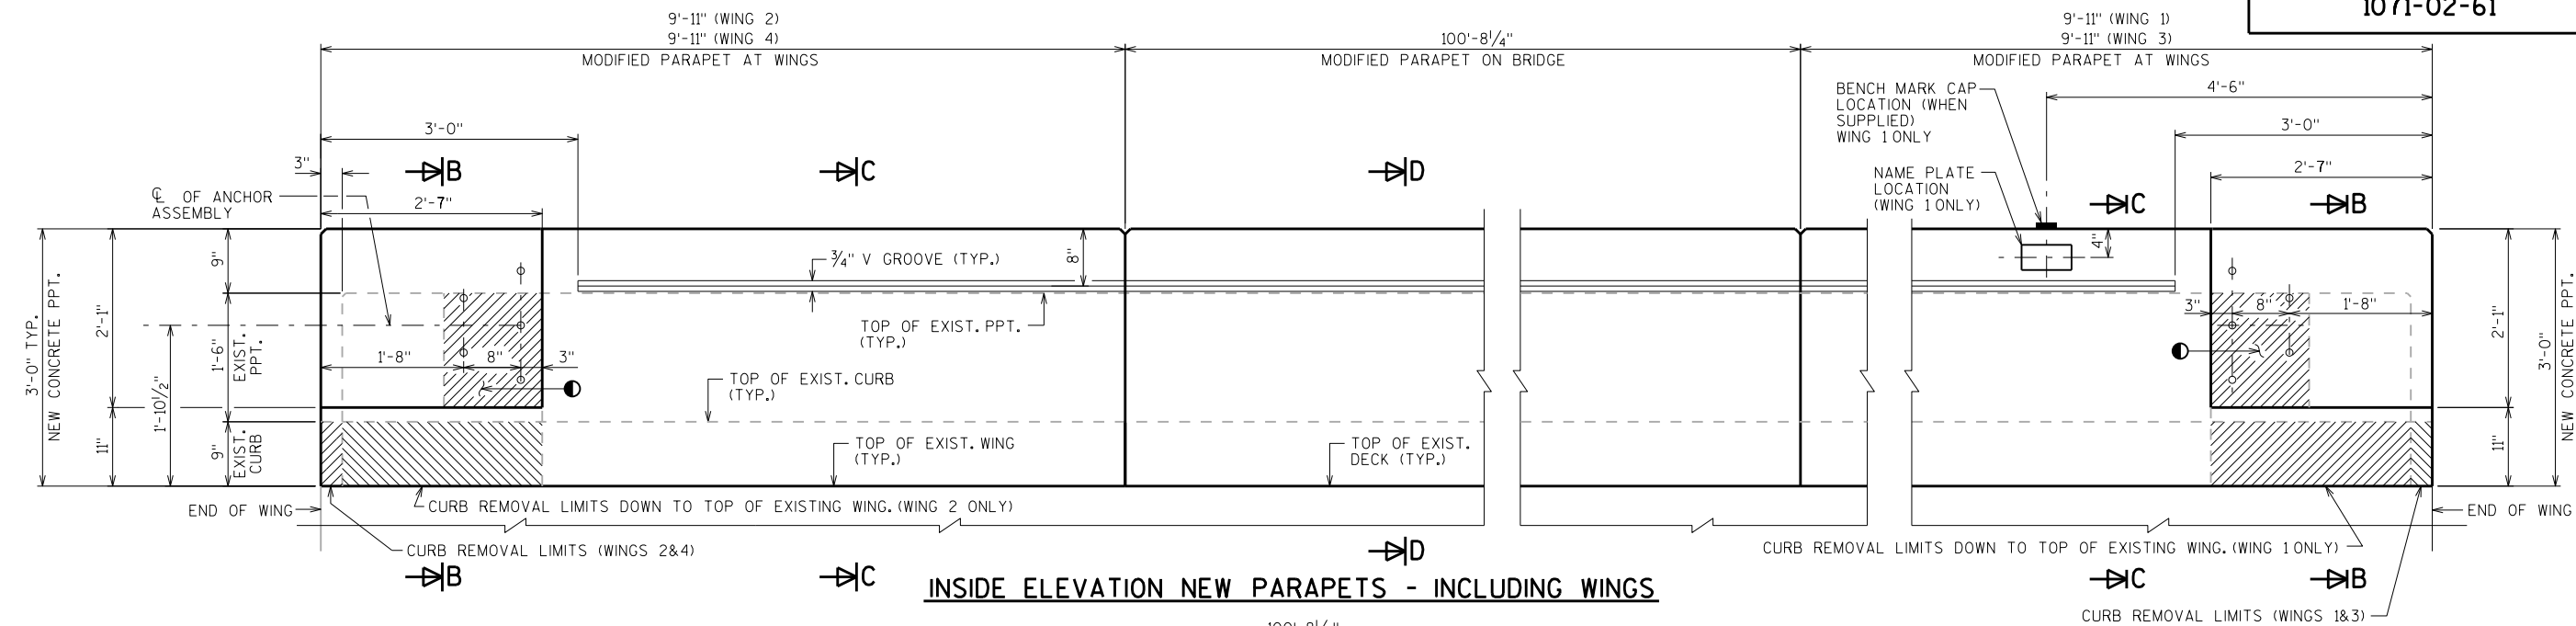 1071-02-61
9'-11" (WING 2)
9'-11" (WING 4)
MODIFIED PARAPET AT WINGS
100'-8 1/4"
MODIFIED PARAPET ON BRIDGE
9'-11" (WING 1)
9'-11" (WING 3)
MODIFIED PARAPET AT WINGS
BENCH MARK CAP
LOCATION (WHEN
SUPPLIED)
WING 1 ONLY
4'-6"
3'-0"
3'-0"
3"
B
C
D
NAME PLATE
LOCATION
(WING 1 ONLY)
2'-7"
C
B
℄ OF ANCHOR
ASSEMBLY
2'-7"
3'-0" TYP.
NEW CONCRETE PPT.
2'-1"
11"
1'-10 1/2"
9"
1'-6"
EXIST.
PPT.
9"
EXIST.
CURB
3/4" V GROOVE (TYP.)
8"
4"
TOP OF EXIST. PPT.
(TYP.)
1'-8"
8"
3"
TOP OF EXIST. CURB
(TYP.)
3"
8"
1'-8"
2'-1"
11"
3'-0"
NEW CONCRETE PPT.
TOP OF EXIST. WING
(TYP.)
TOP OF EXIST.
DECK (TYP.)
END OF WING
CURB REMOVAL LIMITS DOWN TO TOP OF EXISTING WING. (WING 2 ONLY)
END OF WING
CURB REMOVAL LIMITS (WINGS 2&4)
D
CURB REMOVAL LIMITS DOWN TO TOP OF EXISTING WING. (WING 1 ONLY)
B
C
INSIDE ELEVATION NEW PARAPETS - INCLUDING WINGS
C
B
CURB REMOVAL LIMITS (WINGS 1&3)
100'-8 1/4"